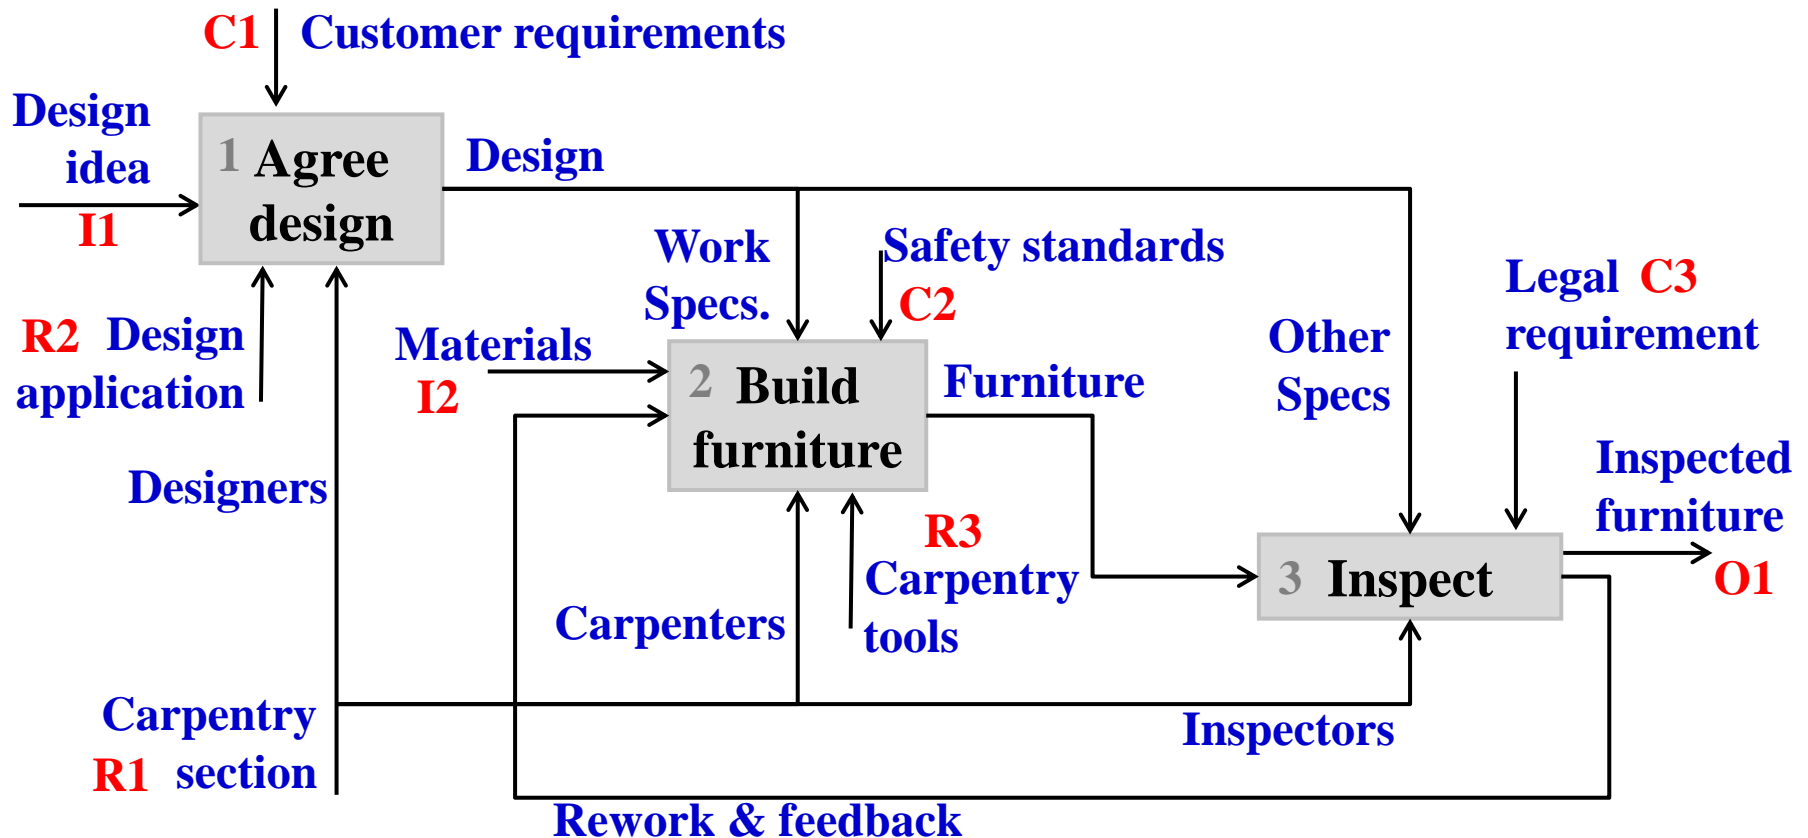 C1 Customer requirements
Design
idea
I1
1 Agree
design
Design
Work
Specs.
Safety standards
C2
Legal C3
requirement
R2 Design
application
Materials
I2
2 Build
furniture
Furniture
Other
Specs
Inspected
furniture
O1
Designers
R3
Carpentry
tools
3 Inspect
Carpenters
Carpentry
R1 section
Inspectors
Rework & feedback